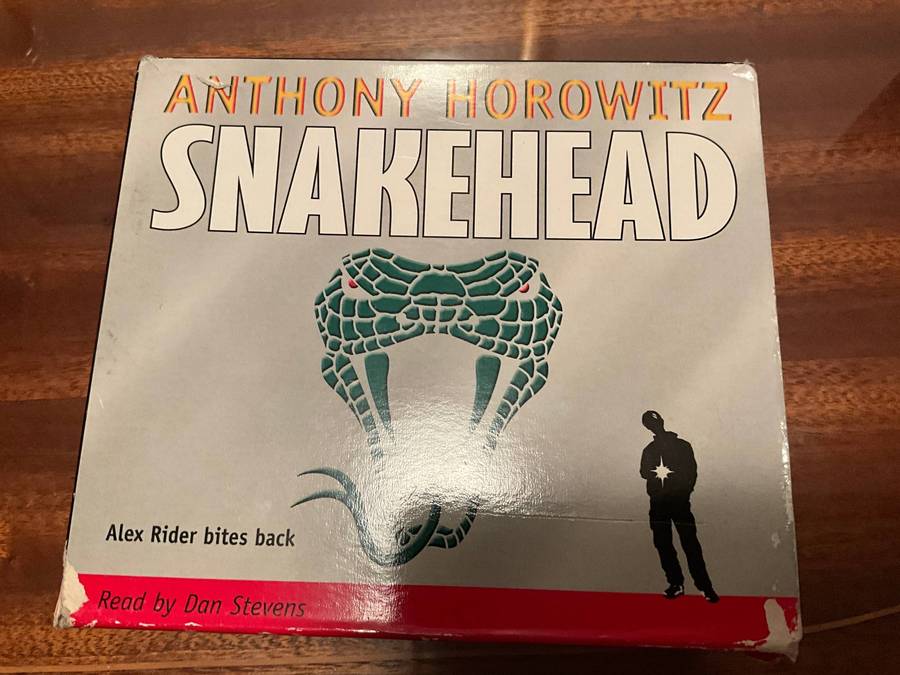 ANTHONY HOROWITZ
SNAKEHEAD
Alex Rider bites back
Read by Dan Stevens